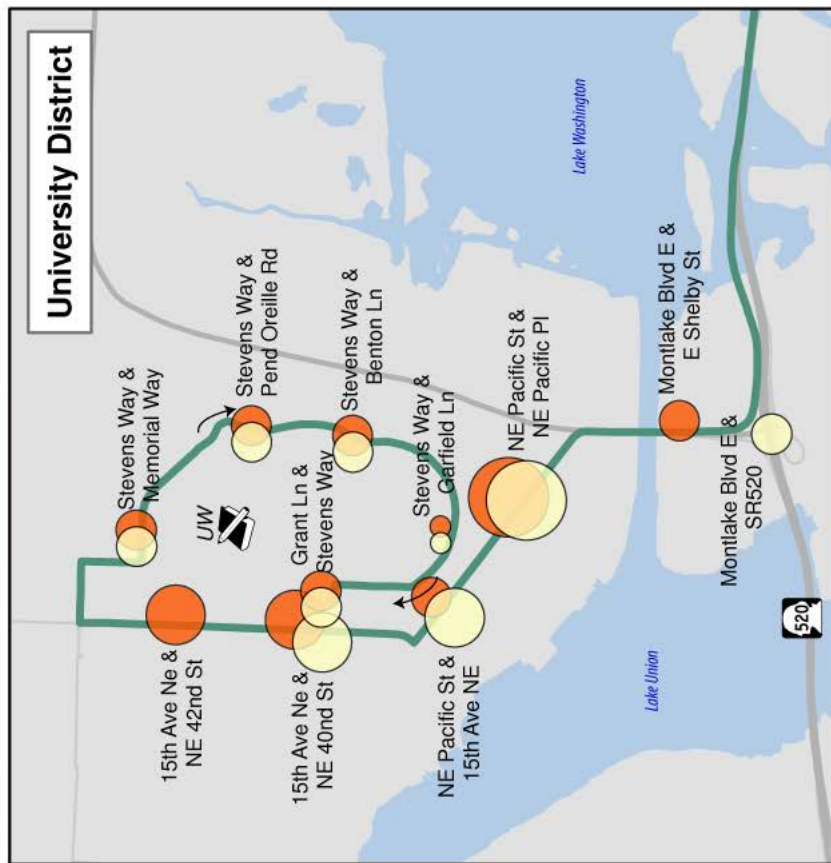 University District
Stevens Way &
Memorial Way
Stevens Way &
Pend Oreille Rd
Stevens Way &
Benton Ln
Stevens Way &
Garfield Ln
Grant Ln &
Stevens Way
UW
15th Ave Ne &
NE 42nd St
15th Ave Ne &
NE 40nd St
NE Pacific St &
15th Ave NE
NE Pacific St &
NE Pacific Pl
Montlake Blvd E &
E Shelby St
Montlake Blvd E &
SR520
Lake Washington
Lake Union
520